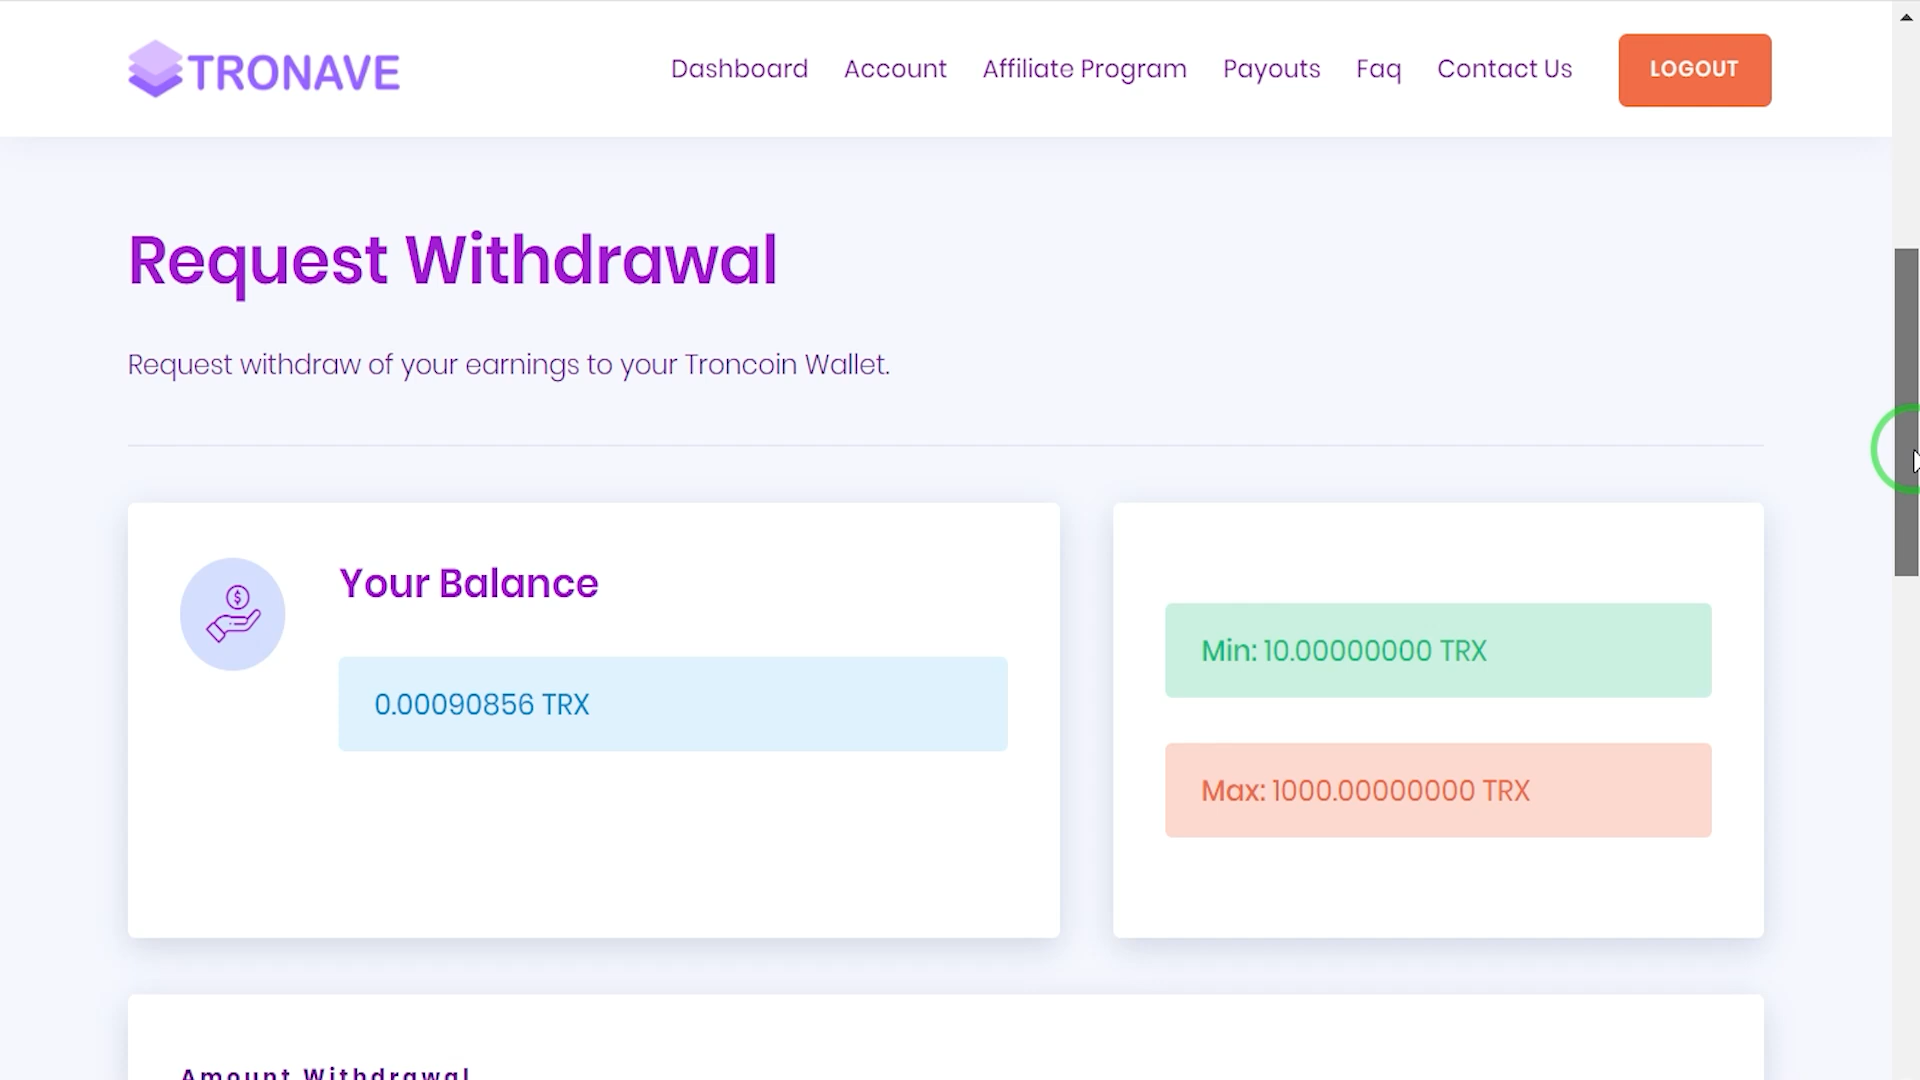 TRONAVE
Dashboard Account Affiliate Program Payouts Faq Contact Us LOGOUT
Request Withdrawal
Request withdraw of your earnings to your Troncoin Wallet.
$
Your Balance
0.00090856 TRX
Min: 10.00000000 TRX
Max: 1000.00000000 TRX
Amount Withdrawal